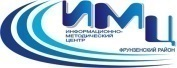 ИМЦ
ИНФОРМАЦИОННО-
МЕТОДИЧЕСКИЙ
ЦЕНТР
ФРУНЗЕНСКИЙ РАЙОН